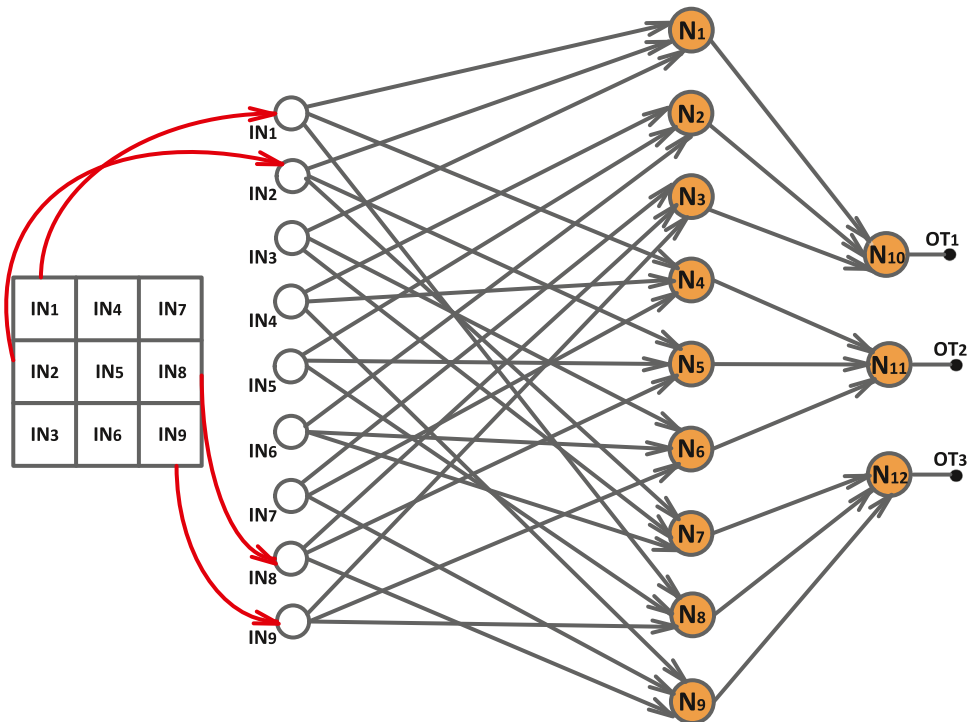 IN1 IN4 IN7
IN2 IN5 IN8
IN3 IN6 IN9
IN1
IN2
IN3
IN4
IN5
IN6
IN7
IN8
IN9
N1
N2
N3
N4
N5
N6
N7
N8
N9
N10
N11
N12
OT1
OT2
OT3